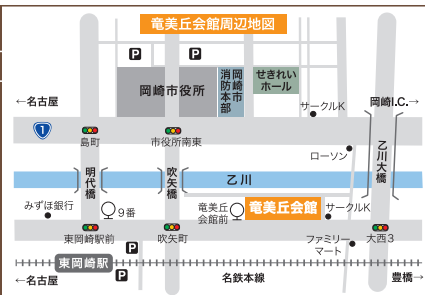 竜美丘会館周辺地図
P
P
岡崎市役所
岡崎市
消防本部
せきれい
ホール
←名古屋
サークルK
岡崎I.C.→
1
島町
市役所南東
ローソン
明代橋
吹矢橋
乙川
乙川大橋
みずほ銀行
9番
竜美丘
会館前
竜美丘会館
サークルK
東岡崎駅前
吹矢町
ファミリー
マート
大西3
P
東岡崎駅
P
←名古屋
名鉄本線
豊橋→